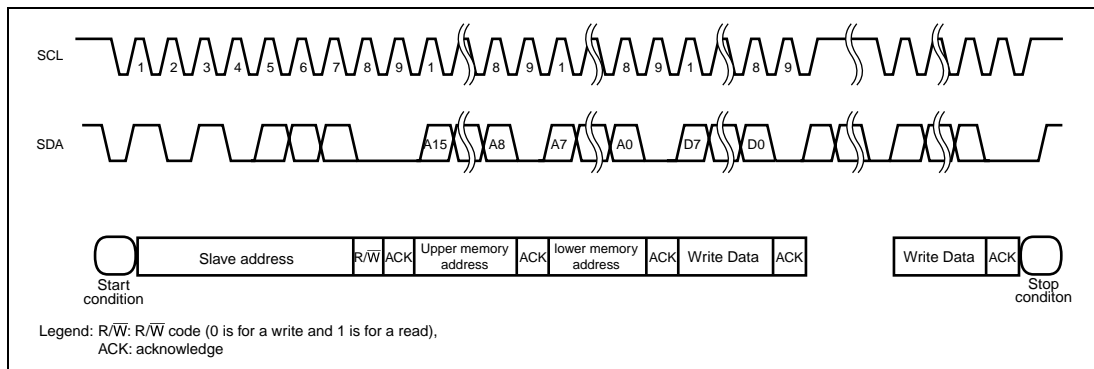 SCL
1 2 3 4 5 6 7 8 9 1 8 9 1 8 9 1 8 9
SDA
A15 A8 A7 A0 D7 D0
Slave address R/W̅ ACK Upper memory address ACK lower memory address ACK Write Data ACK Write Data ACK
Start condition
Stop conditon
Legend: R/W̅: R/W̅ code (0 is for a write and 1 is for a read),
ACK: acknowledge